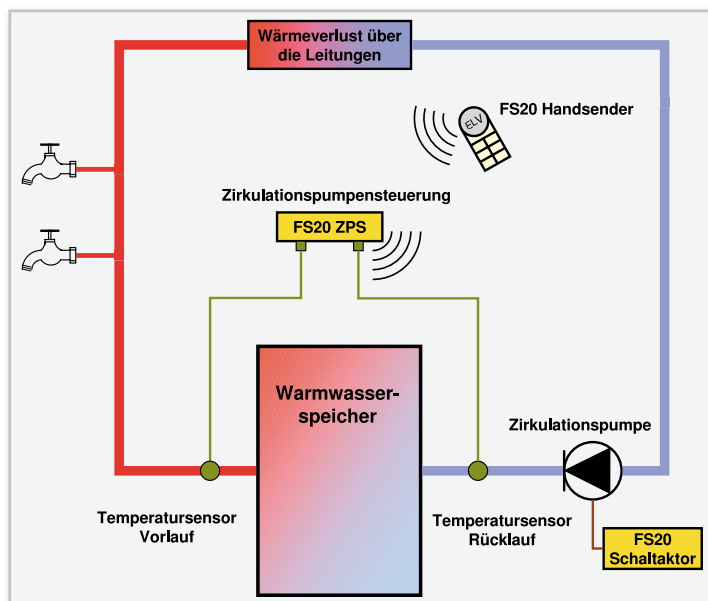 Wärmeverlust über
die Leitungen
ELV
FS20 Handsender
Zirkulationspumpensteuerung
FS20 ZPS
Warmwasser-
speicher
Zirkulationspumpe
Temperatursensor
Vorlauf
Temperatursensor
Rücklauf
FS20
Schaltaktor